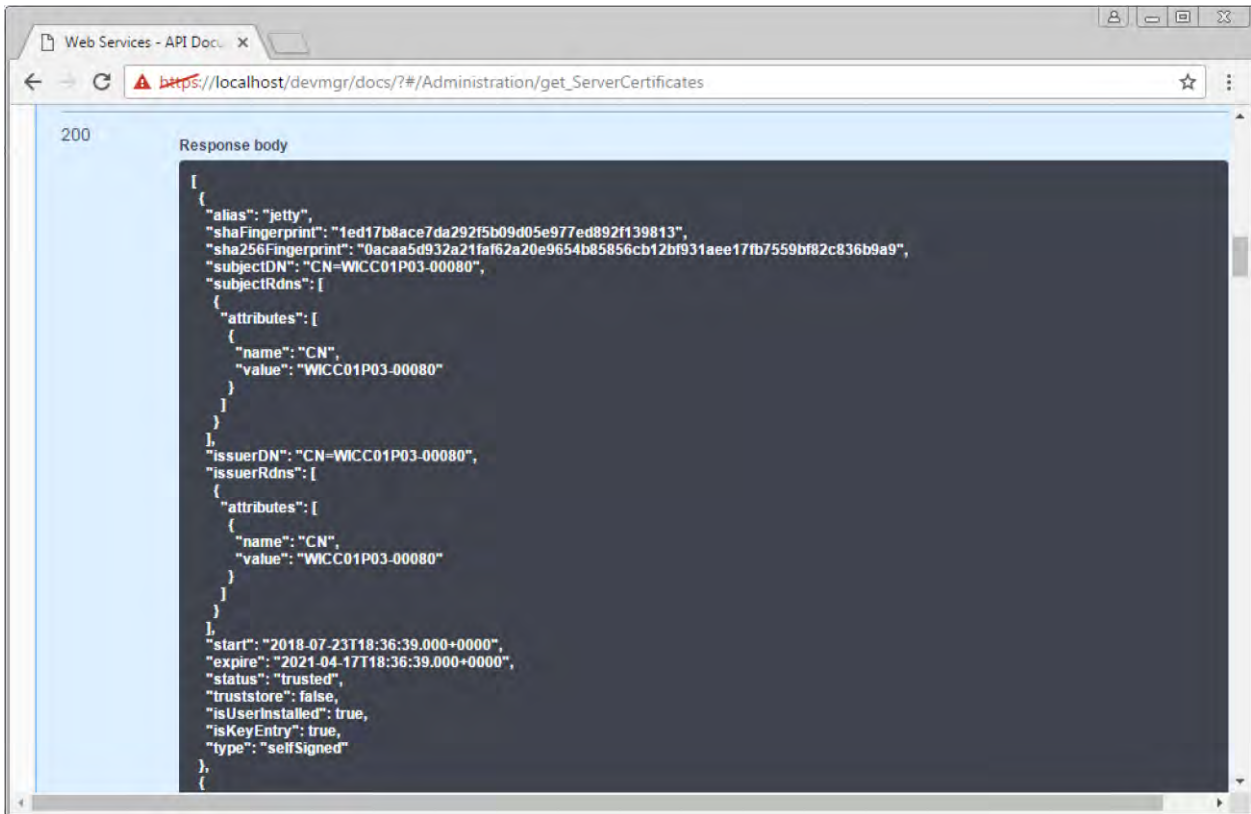 Web Services - API Docu
https://localhost/devmgr/docs/?#/Administration/get_ServerCertificates
200
Response body
[
{
"alias": "jetty",
"shaFingerprint": "1ed17b8ace7da292f5b09d05e977ed892f139813",
"sha256Fingerprint": "0acaa5d932a21faf62a20e9654b85856cb12bf931aee17fb7559bf82c836b9a9",
"subjectDN": "CN=WICC01P03-00080",
"subjectRdns": [
{
"attributes": [
{
"name": "CN",
"value": "WICC01P03-00080"
}
]
}
],
"issuerDN": "CN=WICC01P03-00080",
"issuerRdns": [
{
"attributes": [
{
"name": "CN",
"value": "WICC01P03-00080"
}
]
}
],
"start": "2018-07-23T18:36:39.000+0000",
"expire": "2021-04-17T18:36:39.000+0000",
"status": "trusted",
"truststore": false,
"isUserInstalled": true,
"isKeyEntry": true,
"type": "selfSigned"
},
{